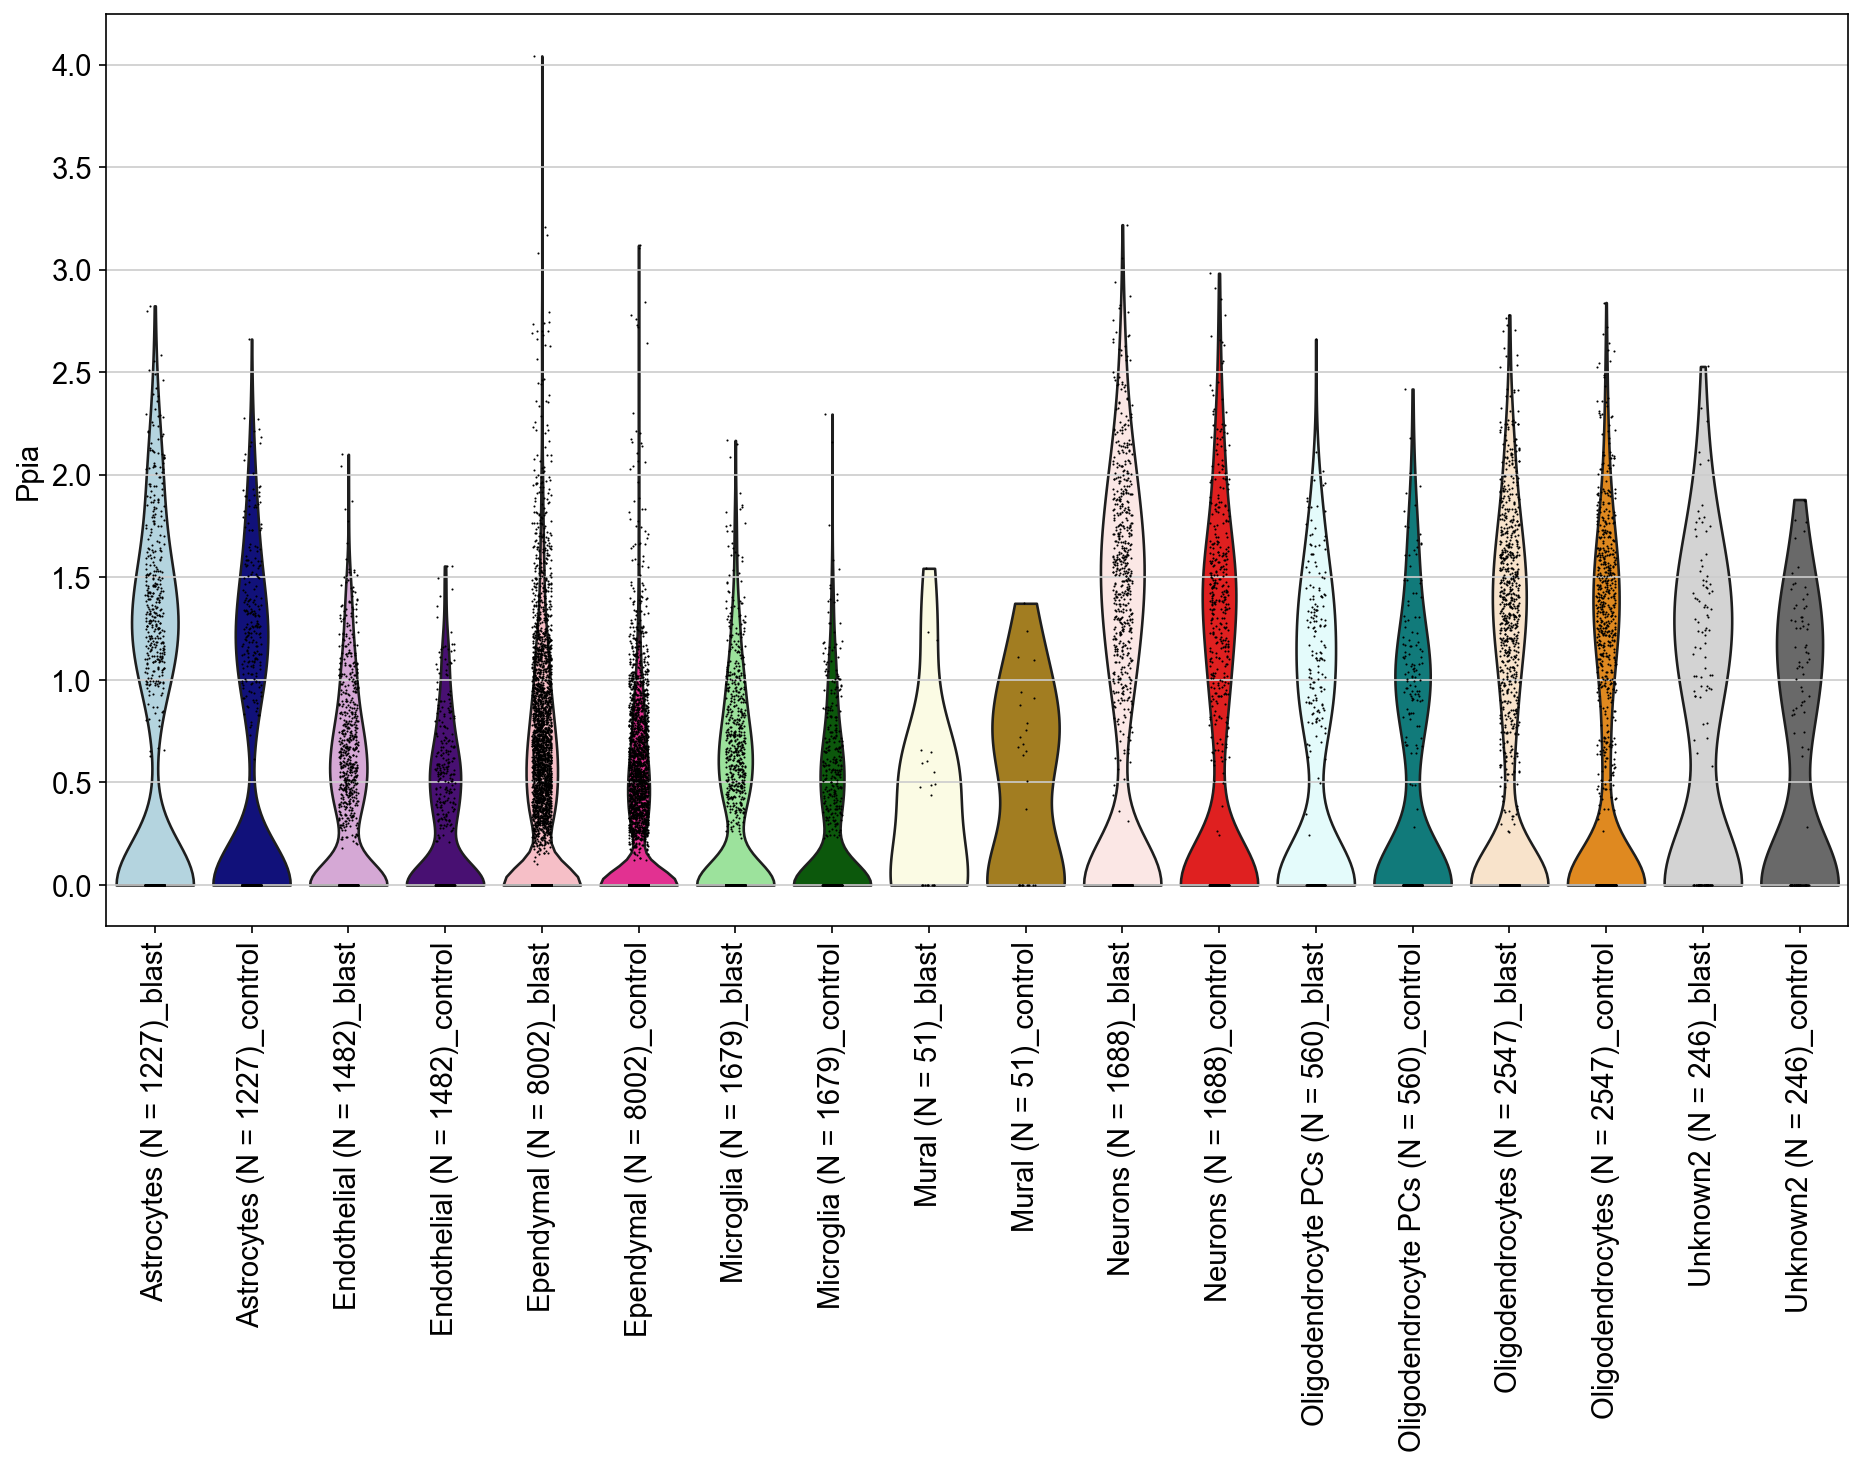 4.0
3.5
3.0
2.5
2.0
1.5
1.0
0.5
0.0
Ppia
Astrocytes (N = 1227)_blast
Astrocytes (N = 1227)_control
Endothelial (N = 1482)_blast
Endothelial (N = 1482)_control
Ependymal (N = 8002)_blast
Ependymal (N = 8002)_control
Microglia (N = 1679)_blast
Microglia (N = 1679)_control
Mural (N = 51)_blast
Mural (N = 51)_control
Neurons (N = 1688)_blast
Neurons (N = 1688)_control
Oligodendrocyte PCs (N = 560)_blast
Oligodendrocyte PCs (N = 560)_control
Oligodendrocytes (N = 2547)_blast
Oligodendrocytes (N = 2547)_control
Unknown2 (N = 246)_blast
Unknown2 (N = 246)_control